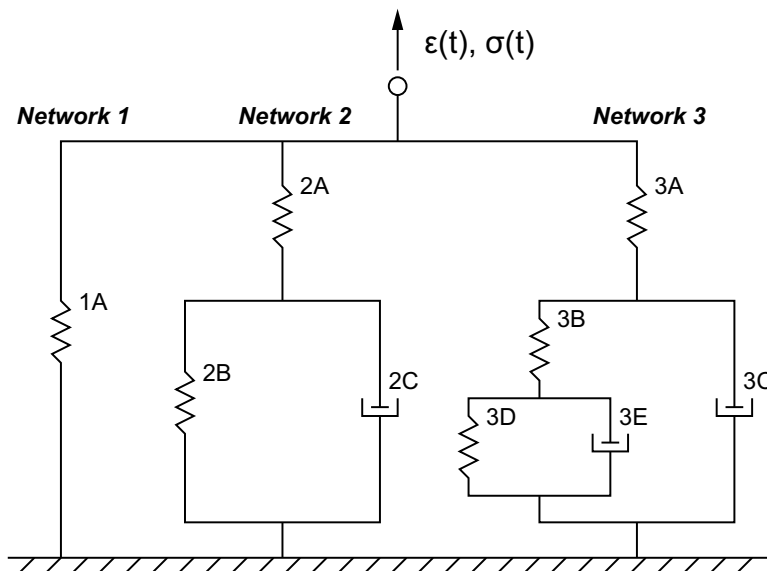 ε(t), σ(t)
Network 1
Network 2
Network 3
2A
3A
1A
3B
2B
2C
3C
3D
3E